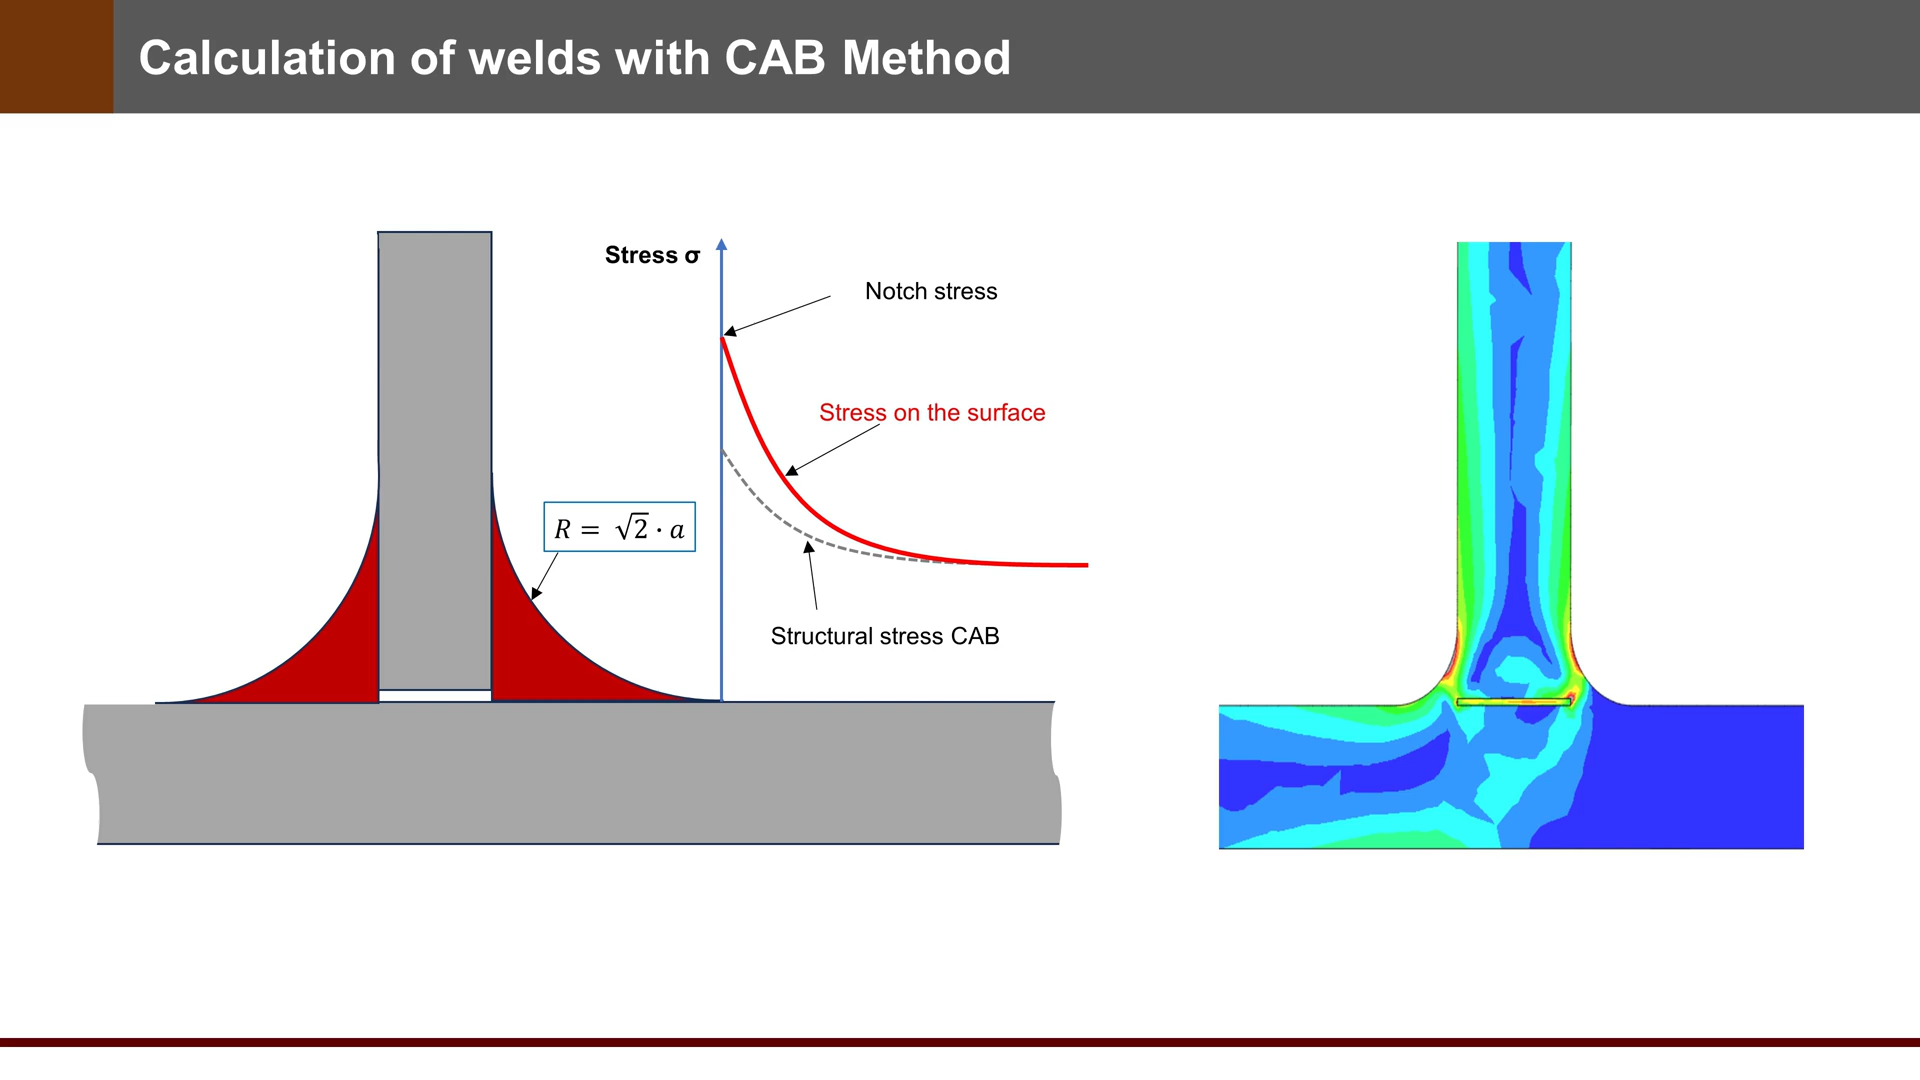 Calculation of welds with CAB Method
Stress σ
Notch stress
Stress on the surface
R = √2 · a
Structural stress CAB